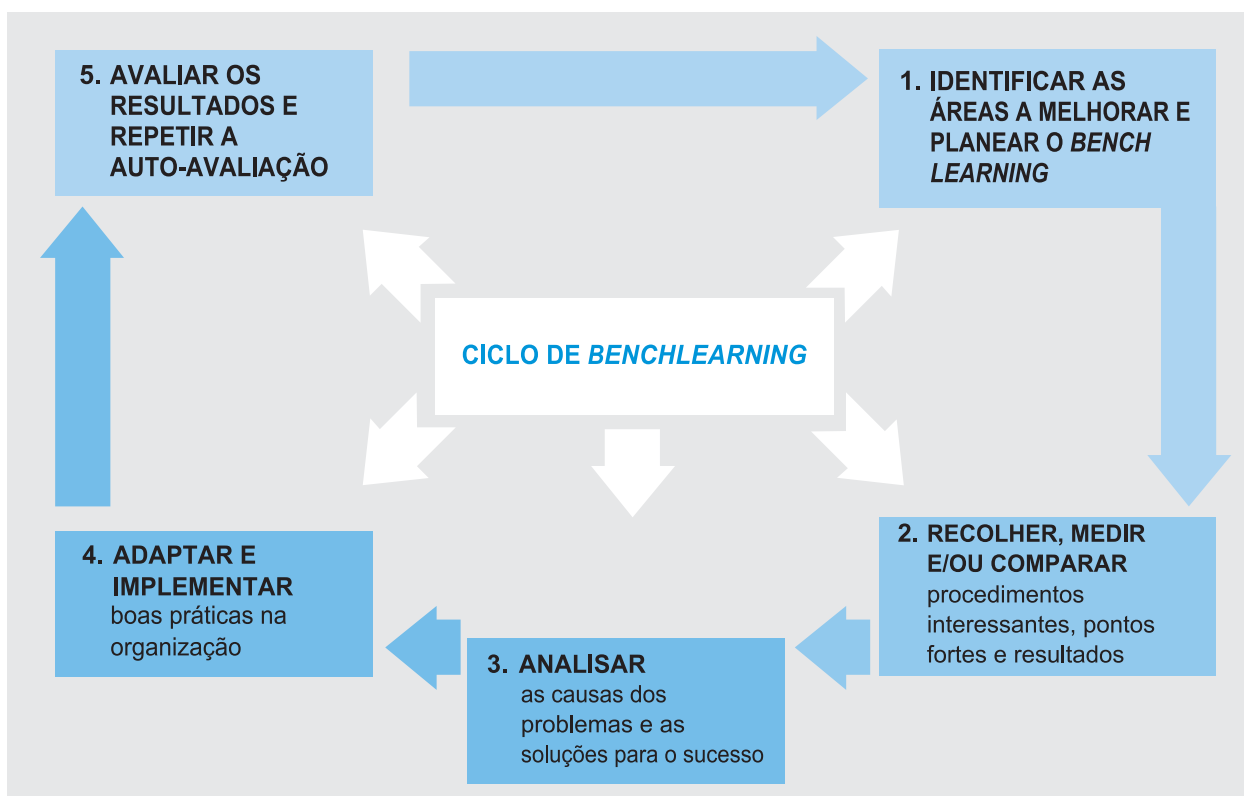 5. AVALIAR OS
RESULTADOS E
REPETIR A
AUTO-AVALIAÇÃO
1. IDENTIFICAR AS
ÁREAS A MELHORAR E
PLANEAR O BENCH
LEARNING
CICLO DE BENCHLEARNING
2. RECOLHER, MEDIR
E/OU COMPARAR
procedimentos
interessantes, pontos
fortes e resultados
3. ANALISAR
as causas dos
problemas e as
soluções para o sucesso
4. ADAPTAR E
IMPLEMENTAR
boas práticas na
organização